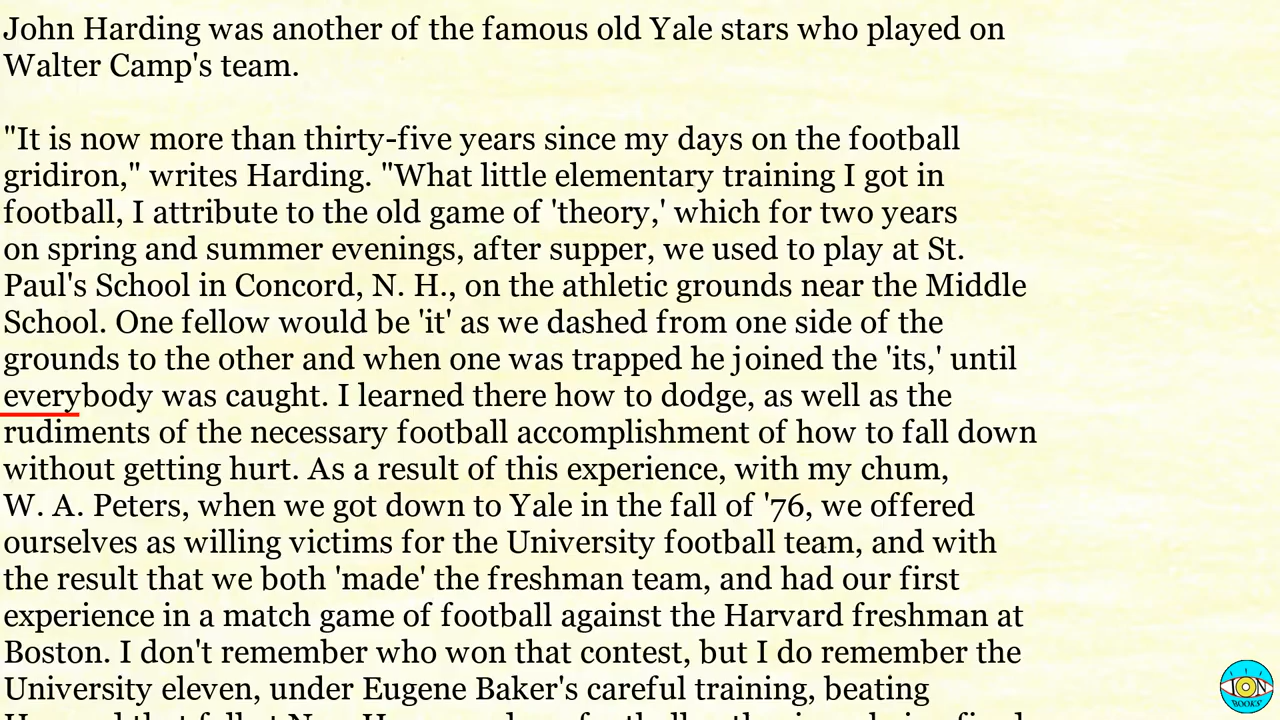 John Harding was another of the famous old Yale stars who played on
Walter Camp's team.
"It is now more than thirty-five years since my days on the football
gridiron," writes Harding. "What little elementary training I got in
football, I attribute to the old game of 'theory,' which for two years
on spring and summer evenings, after supper, we used to play at St.
Paul's School in Concord, N. H., on the athletic grounds near the Middle
School. One fellow would be 'it' as we dashed from one side of the
grounds to the other and when one was trapped he joined the 'its,' until
everybody was caught. I learned there how to dodge, as well as the
rudiments of the necessary football accomplishment of how to fall down
without getting hurt. As a result of this experience, with my chum,
W. A. Peters, when we got down to Yale in the fall of '76, we offered
ourselves as willing victims for the University football team, and with
the result that we both 'made' the freshman team, and had our first
experience in a match game of football against the Harvard freshman at
Boston. I don't remember who won that contest, but I do remember the
University eleven, under Eugene Baker's careful training, beating
ION
BOOKS